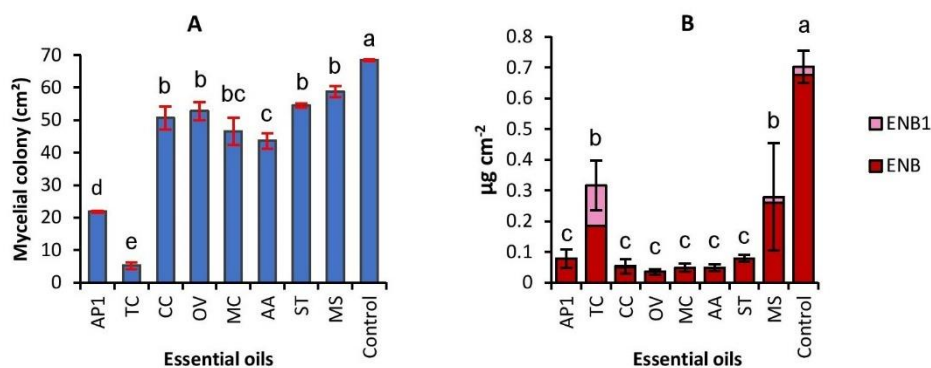 A
Mycelial colony (cm²)
70
60
50
40
30
20
10
0
d
e
b
b
bc
c
b
b
a
AP1
TC
CC
OV
MC
AA
ST
MS
Control
Essential oils
B
µg cm⁻²
0.8
0.7
0.6
0.5
0.4
0.3
0.2
0.1
0
c
b
c
c
c
c
c
b
a
AP1
TC
CC
OV
MC
AA
ST
MS
Control
Essential oils
ENB1
ENB